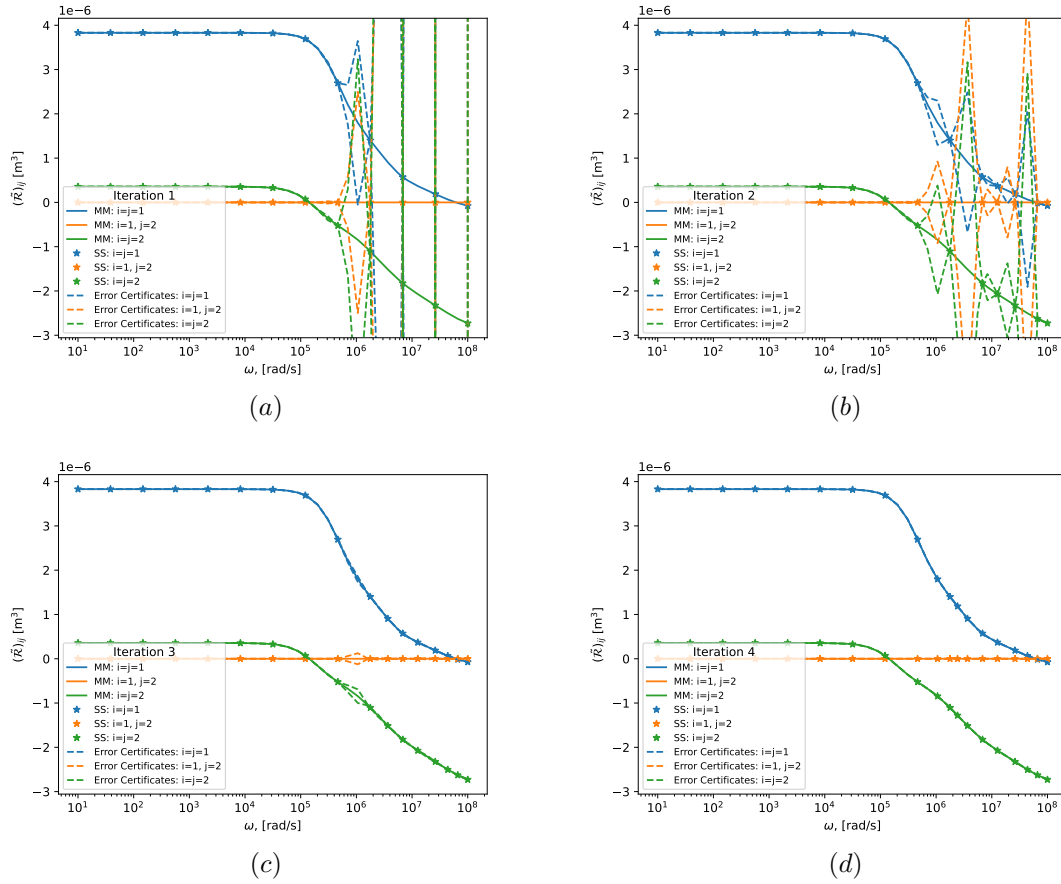 1e−6
4
3
2
1
0
−1
−2
−3
(ℛ̃)ij [m³]
Iteration 1
MM: i=j=1
MM: i=1, j=2
MM: i=j=2
SS: i=j=1
SS: i=1, j=2
SS: i=j=2
Error Certificates: i=j=1
Error Certificates: i=1, j=2
Error Certificates: i=j=2
10¹ 10² 10³ 10⁴ 10⁵ 10⁶ 10⁷ 10⁸
ω, [rad/s]
(a)
1e−6
4
3
2
1
0
−1
−2
−3
(ℛ̃)ij [m³]
Iteration 2
MM: i=j=1
MM: i=1, j=2
MM: i=j=2
SS: i=j=1
SS: i=1, j=2
SS: i=j=2
Error Certificates: i=j=1
Error Certificates: i=1, j=2
Error Certificates: i=j=2
10¹ 10² 10³ 10⁴ 10⁵ 10⁶ 10⁷ 10⁸
ω, [rad/s]
(b)
1e−6
4
3
2
1
0
−1
−2
−3
(ℛ̃)ij [m³]
Iteration 3
MM: i=j=1
MM: i=1, j=2
MM: i=j=2
SS: i=j=1
SS: i=1, j=2
SS: i=j=2
Error Certificates: i=j=1
Error Certificates: i=1, j=2
Error Certificates: i=j=2
10¹ 10² 10³ 10⁴ 10⁵ 10⁶ 10⁷ 10⁸
ω, [rad/s]
(c)
1e−6
4
3
2
1
0
−1
−2
−3
(ℛ̃)ij [m³]
Iteration 4
MM: i=j=1
MM: i=1, j=2
MM: i=j=2
SS: i=j=1
SS: i=1, j=2
SS: i=j=2
Error Certificates: i=j=1
Error Certificates: i=1, j=2
Error Certificates: i=j=2
10¹ 10² 10³ 10⁴ 10⁵ 10⁶ 10⁷ 10⁸
ω, [rad/s]
(d)